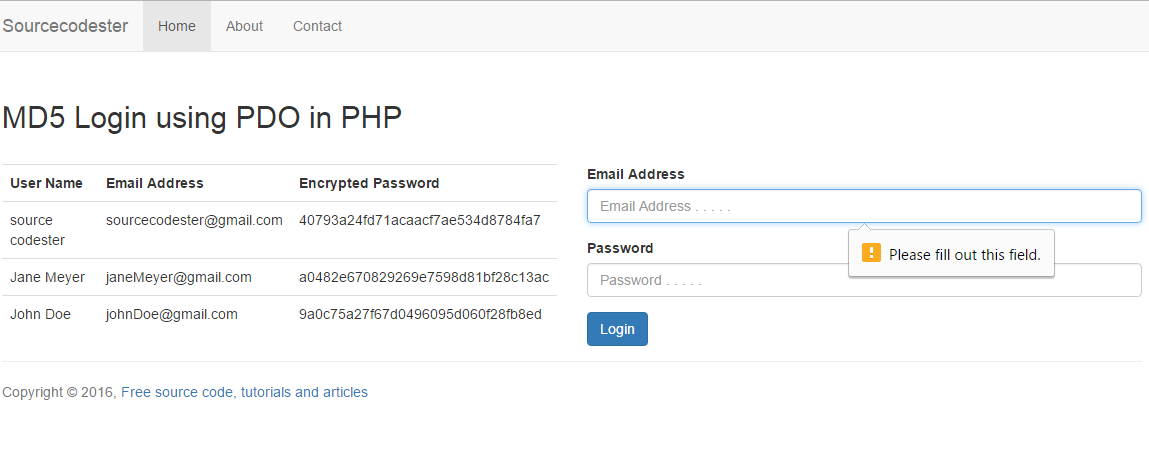 Sourcecodester Home About Contact
MD5 Login using PDO in PHP
User Name Email Address Encrypted Password
source codester sourcecodester@gmail.com 40793a24fd71acaacf7ae534d8784fa7
Jane Meyer janeMeyer@gmail.com a0482e670829269e7598d81bf28c13ac
John Doe johnDoe@gmail.com 9a0c75a27f67d0496095d060f28fb8ed
Email Address
Email Address . . . . .
Please fill out this field.
Password
Password . . . . .
Login
Copyright © 2016, Free source code, tutorials and articles